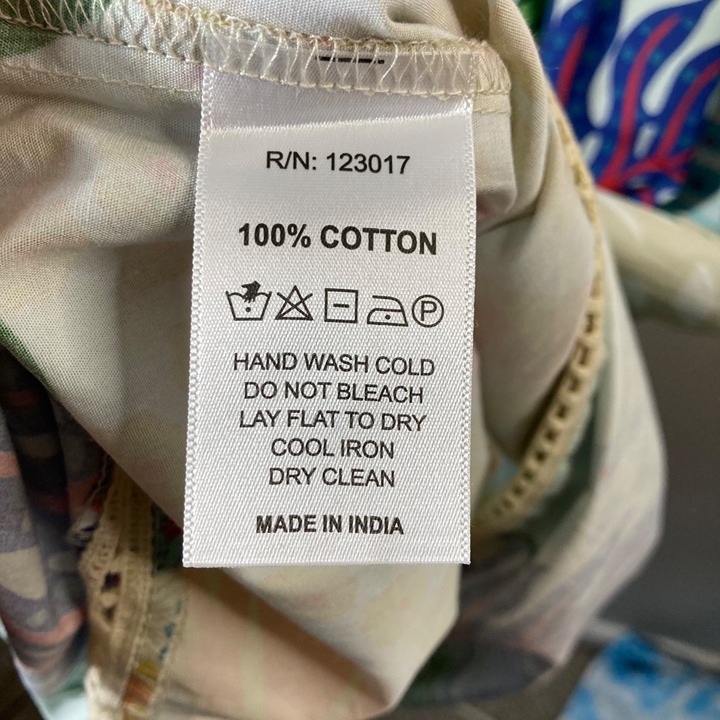 R/N: 123017
100% COTTON
P
HAND WASH COLD
DO NOT BLEACH
LAY FLAT TO DRY
COOL IRON
DRY CLEAN
MADE IN INDIA